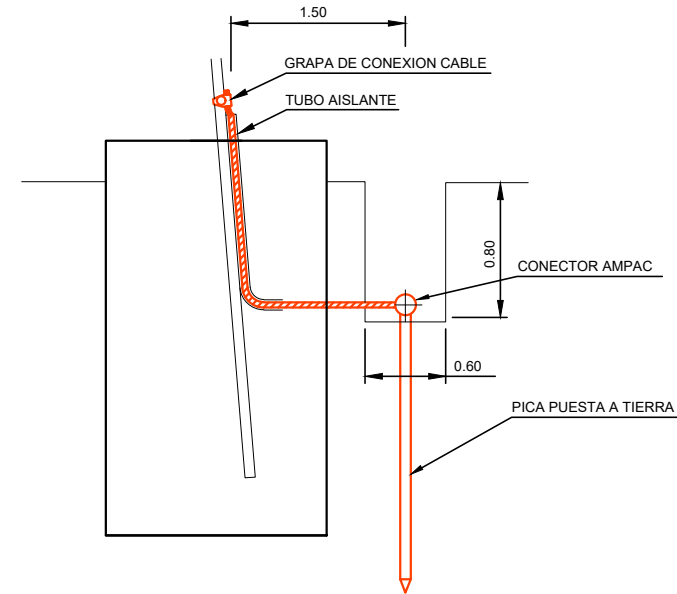 1.50
GRAPA DE CONEXION CABLE
TUBO AISLANTE
0.80
CONECTOR AMPAC
0.60
PICA PUESTA A TIERRA